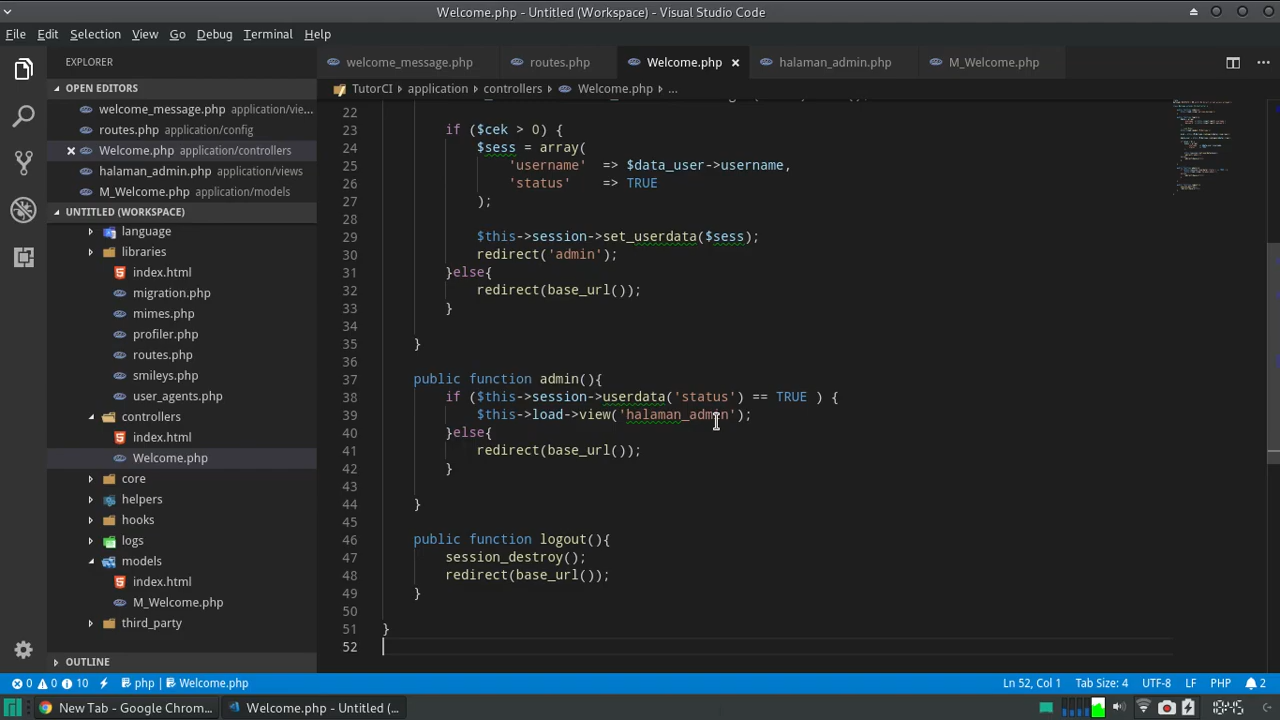 Welcome.php - Untitled (Workspace) - Visual Studio Code
File Edit Selection View Go Debug Terminal Help
EXPLORER
OPEN EDITORS
welcome_message.php application/vie...
routes.php application/config
Welcome.php application/controllers
halaman_admin.php application/views
M_Welcome.php application/models
UNTITLED (WORKSPACE)
language
libraries
index.html
migration.php
mimes.php
profiler.php
routes.php
smileys.php
user_agents.php
controllers
index.html
Welcome.php
core
helpers
hooks
logs
models
index.html
M_Welcome.php
third_party
OUTLINE
welcome_message.php routes.php Welcome.php halaman_admin.php M_Welcome.php
TutorCI › application › controllers › Welcome.php › ...
22
23 if ($cek > 0) {
24 $sess = array(
25 'username' => $data_user->username,
26 'status' => TRUE
27 );
28
29 $this->session->set_userdata($sess);
30 redirect('admin');
31 }else{
32 redirect(base_url());
33 }
34
35 }
36
37 public function admin(){
38 if ($this->session->userdata('status') == TRUE ) {
39 $this->load->view('halaman_admin');
40 }else{
41 redirect(base_url());
42 }
43
44 }
45
46 public function logout(){
47 session_destroy();
48 redirect(base_url());
49 }
50
51 }
52
0 0 10 php | Welcome.php Ln 52, Col 1 Tab Size: 4 UTF-8 LF PHP 2
New Tab - Google Chrom... Welcome.php - Untitled (... 10:45